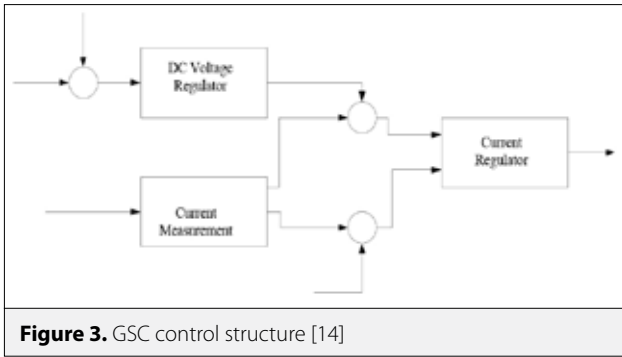 DC Voltage
Regulator
Current
Regulator
Current
Measurement
Figure 3. GSC control structure [14]